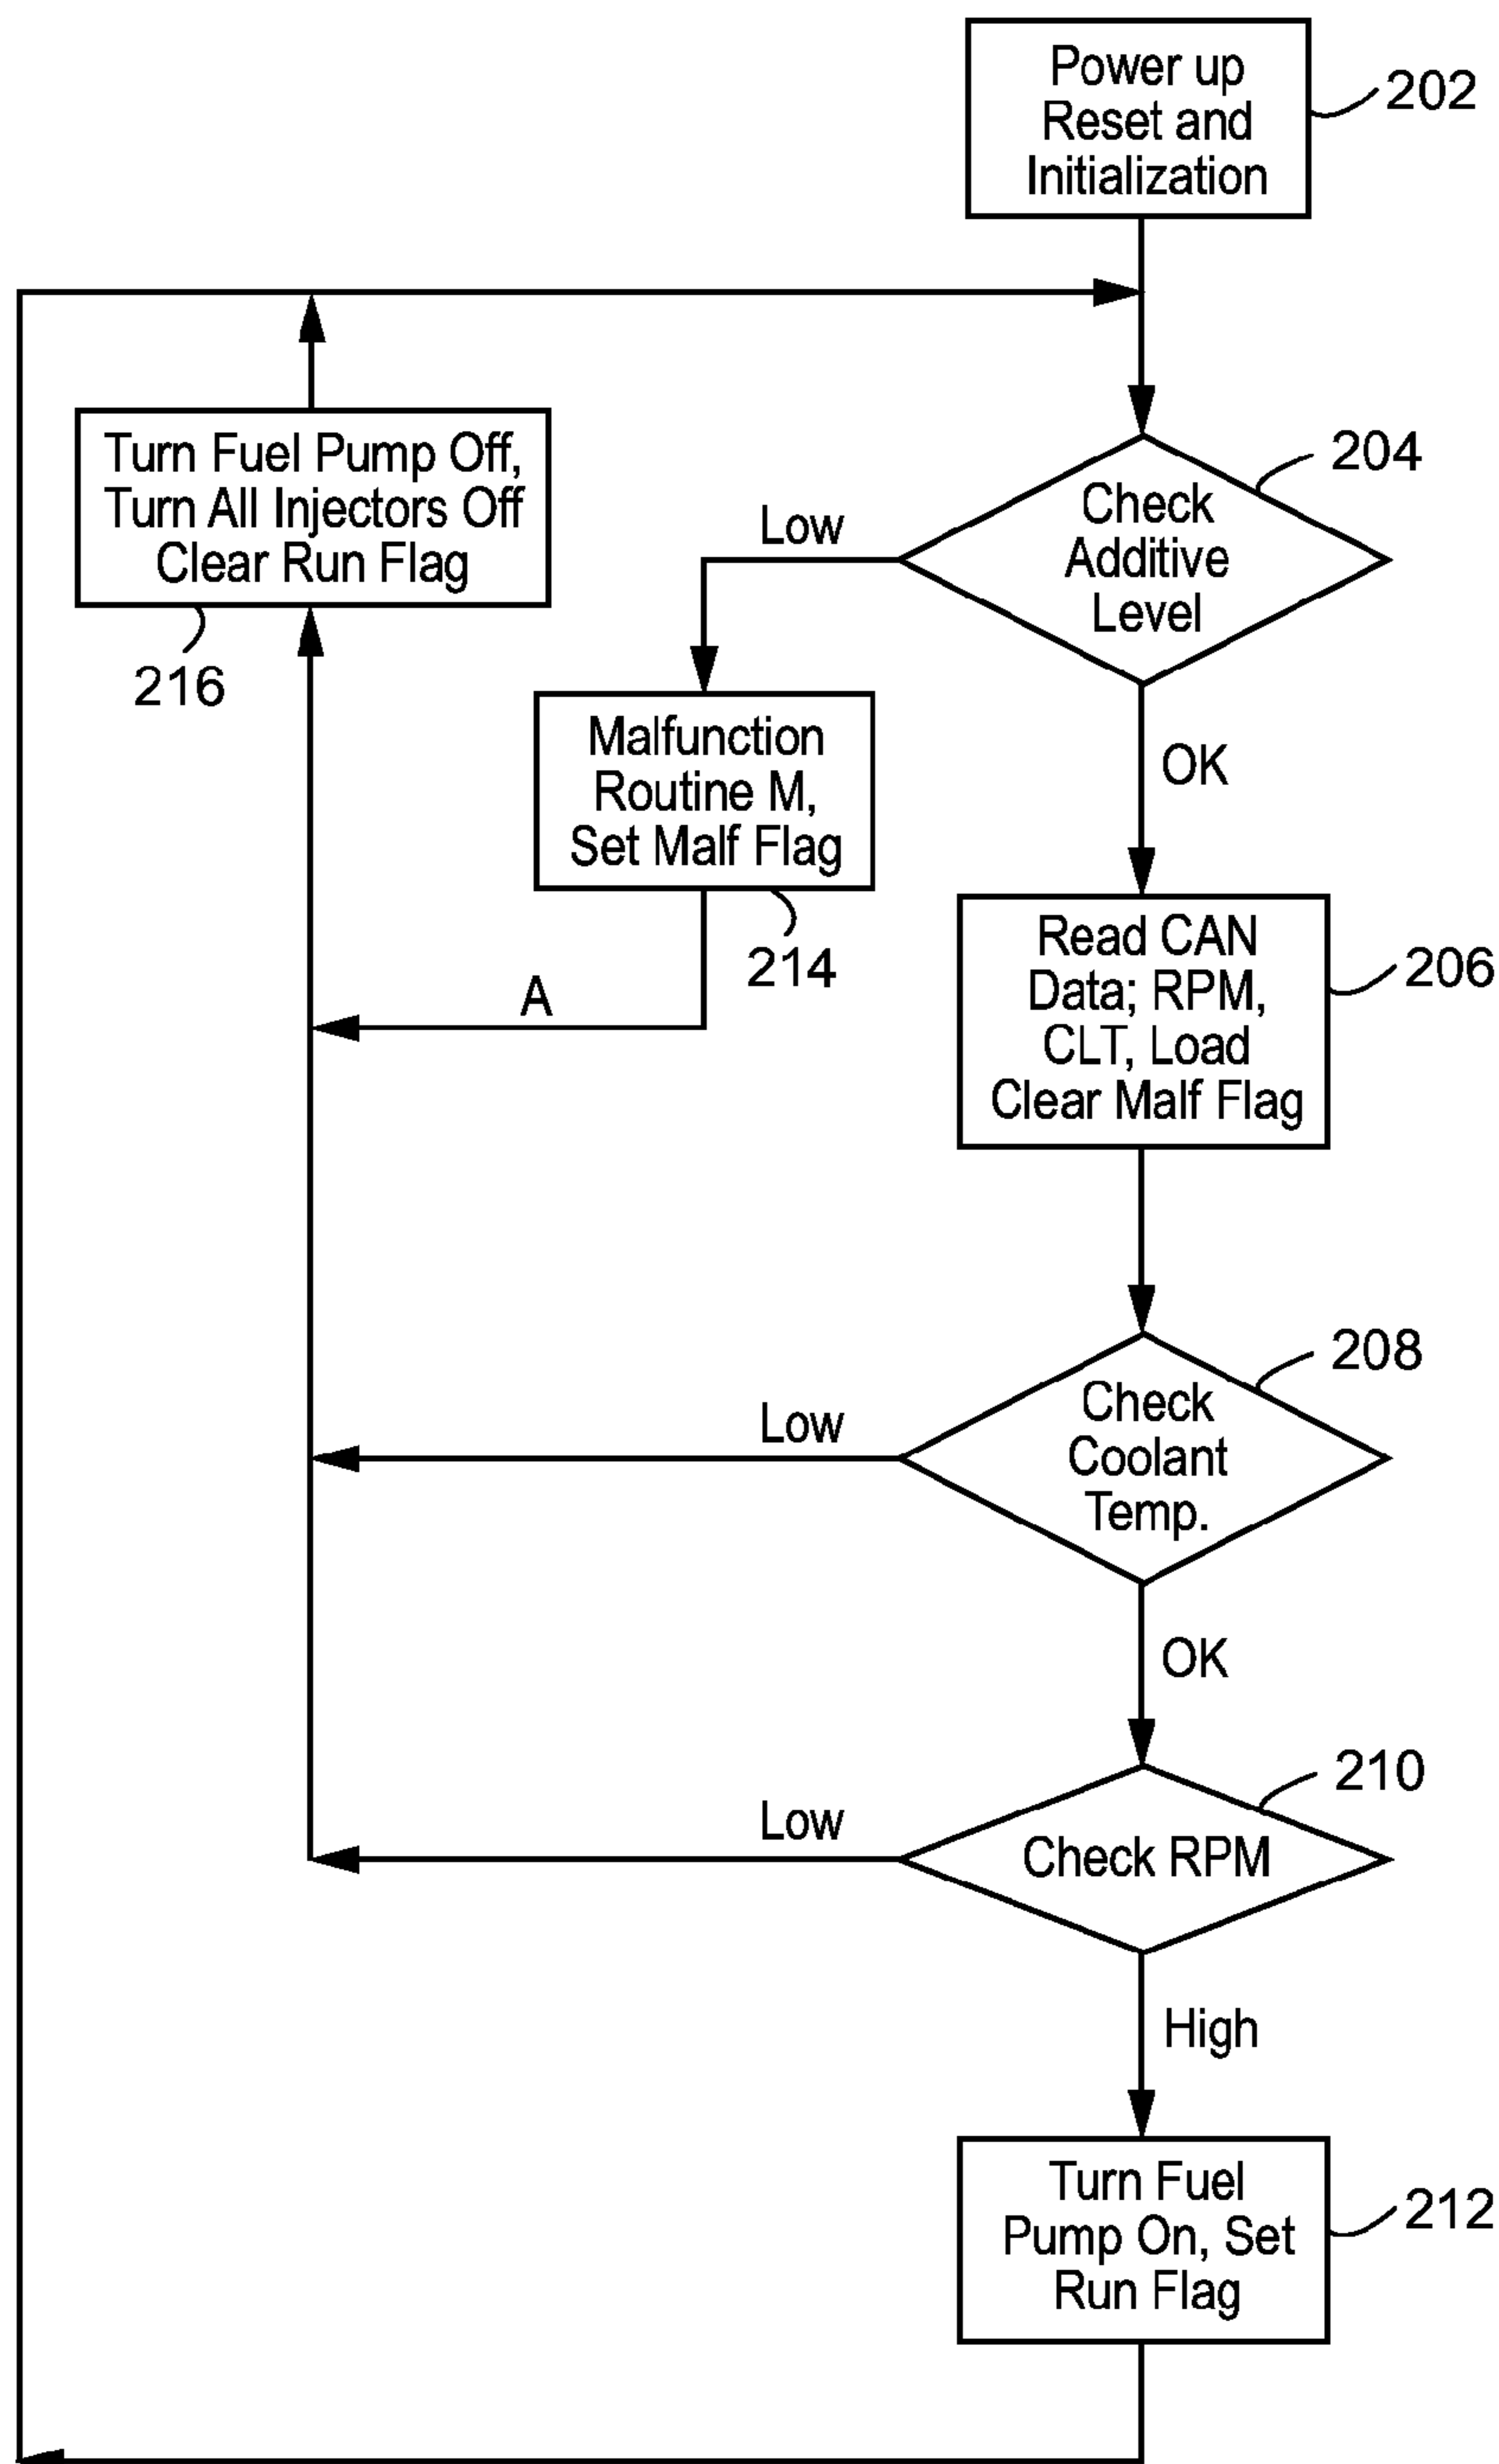 Power up
Reset and
Initialization
202
Turn Fuel Pump Off,
Turn All Injectors Off
Clear Run Flag
216
Check
Additive
Level
204
Low
OK
Malfunction
Routine M,
Set Malf Flag
214
A
Read CAN
Data; RPM,
CLT, Load
Clear Malf Flag
206
Check
Coolant
Temp.
208
Low
OK
Check RPM
210
Low
High
Turn Fuel
Pump On, Set
Run Flag
212